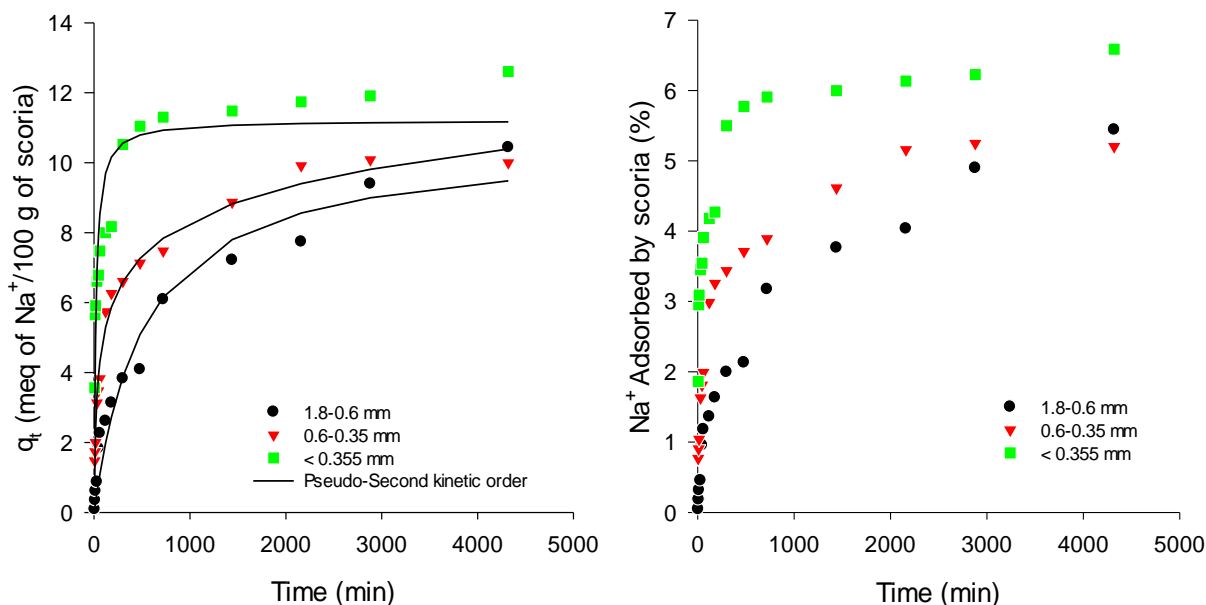 q_t (meq of Na⁺/100 g of scoria)
14
12
10
8
6
4
2
0
1.8-0.6 mm
0.6-0.35 mm
< 0.355 mm
Pseudo-Second kinetic order
0 1000 2000 3000 4000 5000
Time (min)
Na⁺ Adsorbed by scoria (%)
7
6
5
4
3
2
1
0
1.8-0.6 mm
0.6-0.35 mm
< 0.355 mm
0 1000 2000 3000 4000 5000
Time (min)